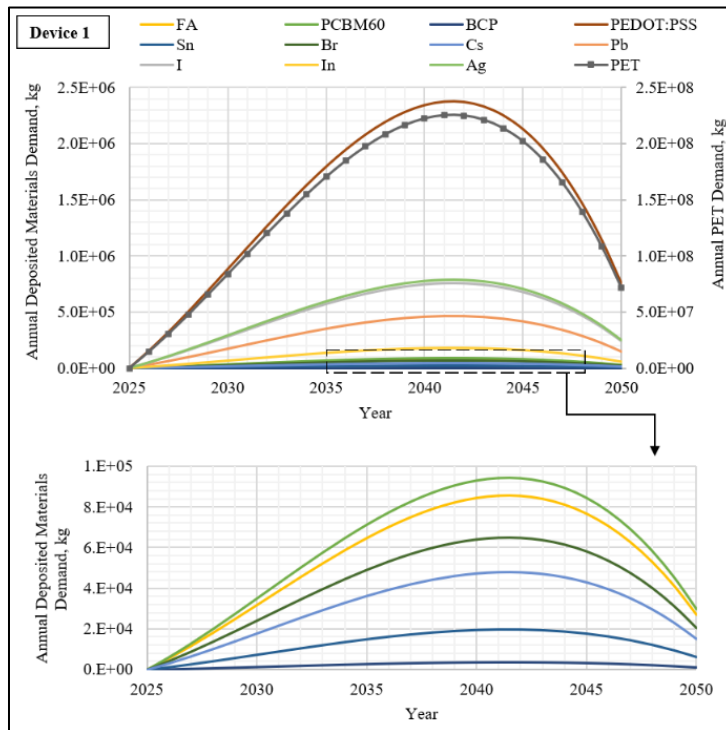 Device 1
FA PCBM60 BCP PEDOT:PSS
Sn Br Cs Pb
I In Ag PET
Annual Deposited Materials Demand, kg
2.5E+06
2.0E+06
1.5E+06
1.0E+06
5.0E+05
0.0E+00
2.5E+08
2.0E+08
1.5E+08
1.0E+08
5.0E+07
0.0E+00
Annual PET Demand, kg
2025 2030 2035 2040 2045 2050
Year
Annual Deposited Materials
Demand, kg
1.E+05
8.E+04
6.E+04
4.E+04
2.E+04
0.E+00
2025 2030 2035 2040 2045 2050
Year